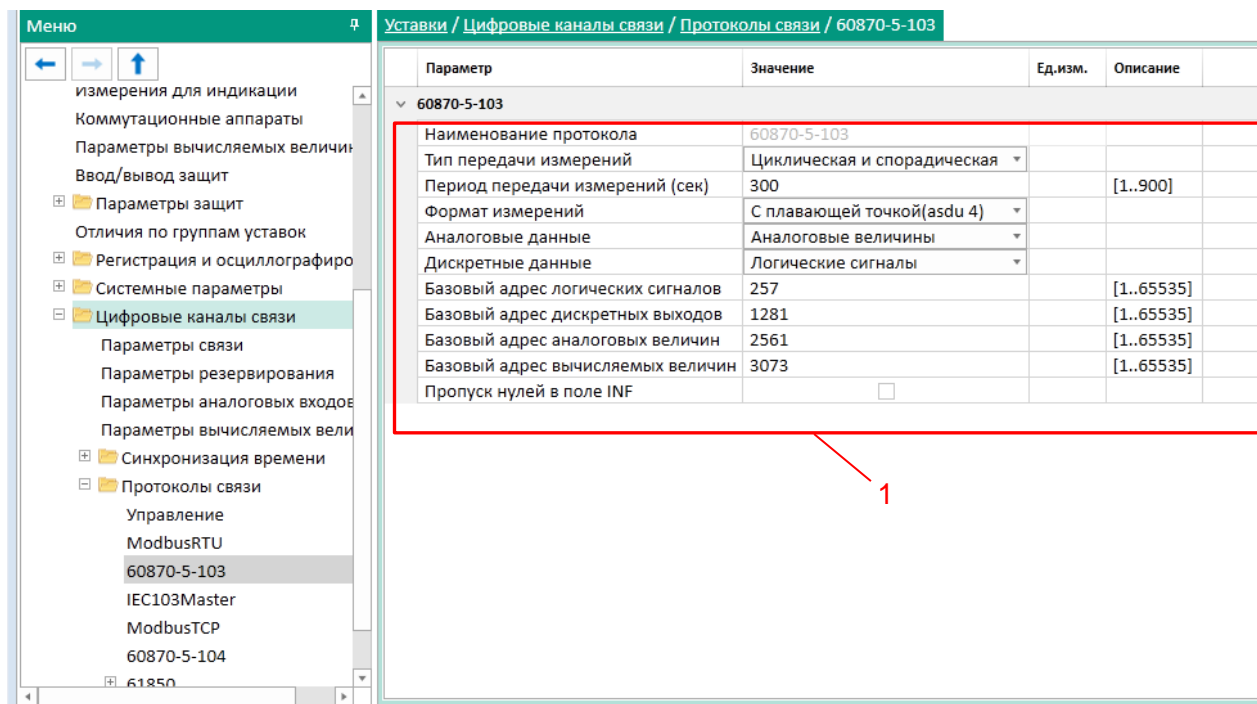 Меню
Измерения для индикации
Коммутационные аппараты
Параметры вычисляемых величин
Ввод/вывод защит
Параметры защит
Отличия по группам уставок
Регистрация и осциллографиро
Системные параметры
Цифровые каналы связи
Параметры связи
Параметры резервирования
Параметры аналоговых входов
Параметры вычисляемых вели
Синхронизация времени
Протоколы связи
Управление
ModbusRTU
60870-5-103
IEC103Master
ModbusTCP
60870-5-104
61850
Уставки / Цифровые каналы связи / Протоколы связи / 60870-5-103
Параметр Значение Ед.изм. Описание
60870-5-103
Наименование протокола 60870-5-103
Тип передачи измерений Циклическая и спорадическая
Период передачи измерений (сек) 300 [1..900]
Формат измерений С плавающей точкой(asdu 4)
Аналоговые данные Аналоговые величины
Дискретные данные Логические сигналы
Базовый адрес логических сигналов 257 [1..65535]
Базовый адрес дискретных выходов 1281 [1..65535]
Базовый адрес аналоговых величин 2561 [1..65535]
Базовый адрес вычисляемых величин 3073 [1..65535]
Пропуск нулей в поле INF
1